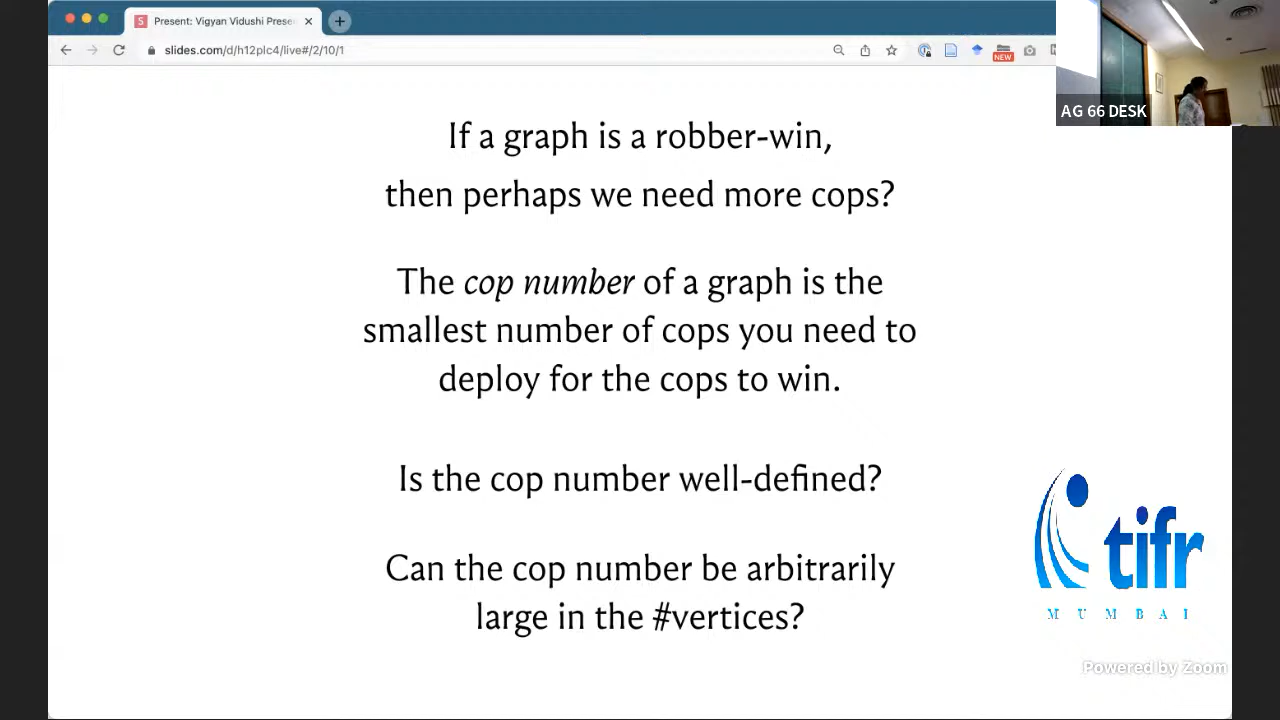 Present: Vigyan Vidushi Prese
slides.com/d/h12plc4/live#/2/10/1
NEW
AG 66 DESK
If a graph is a robber-win,
then perhaps we need more cops?
The cop number of a graph is the
smallest number of cops you need to
deploy for the cops to win.
Is the cop number well-defined?
Can the cop number be arbitrarily
large in the #vertices?
tifr
MUMBAI
Powered by Zoom